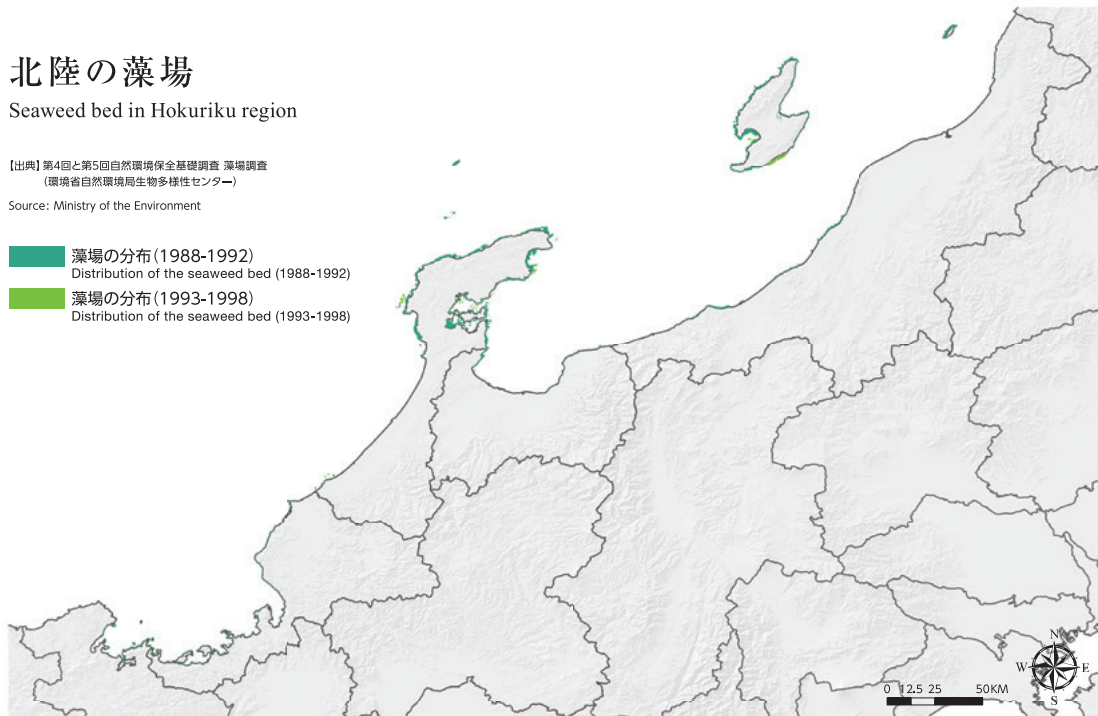 北陸の藻場
Seaweed bed in Hokuriku region
【出典】第4回と第5回自然環境保全基礎調査 藻場調査
(環境省自然環境局生物多様性センター)
Source: Ministry of the Environment
藻場の分布(1988-1992)
Distribution of the seaweed bed (1988-1992)
藻場の分布(1993-1998)
Distribution of the seaweed bed (1993-1998)
N
W E
S
0 12.5 25 50KM